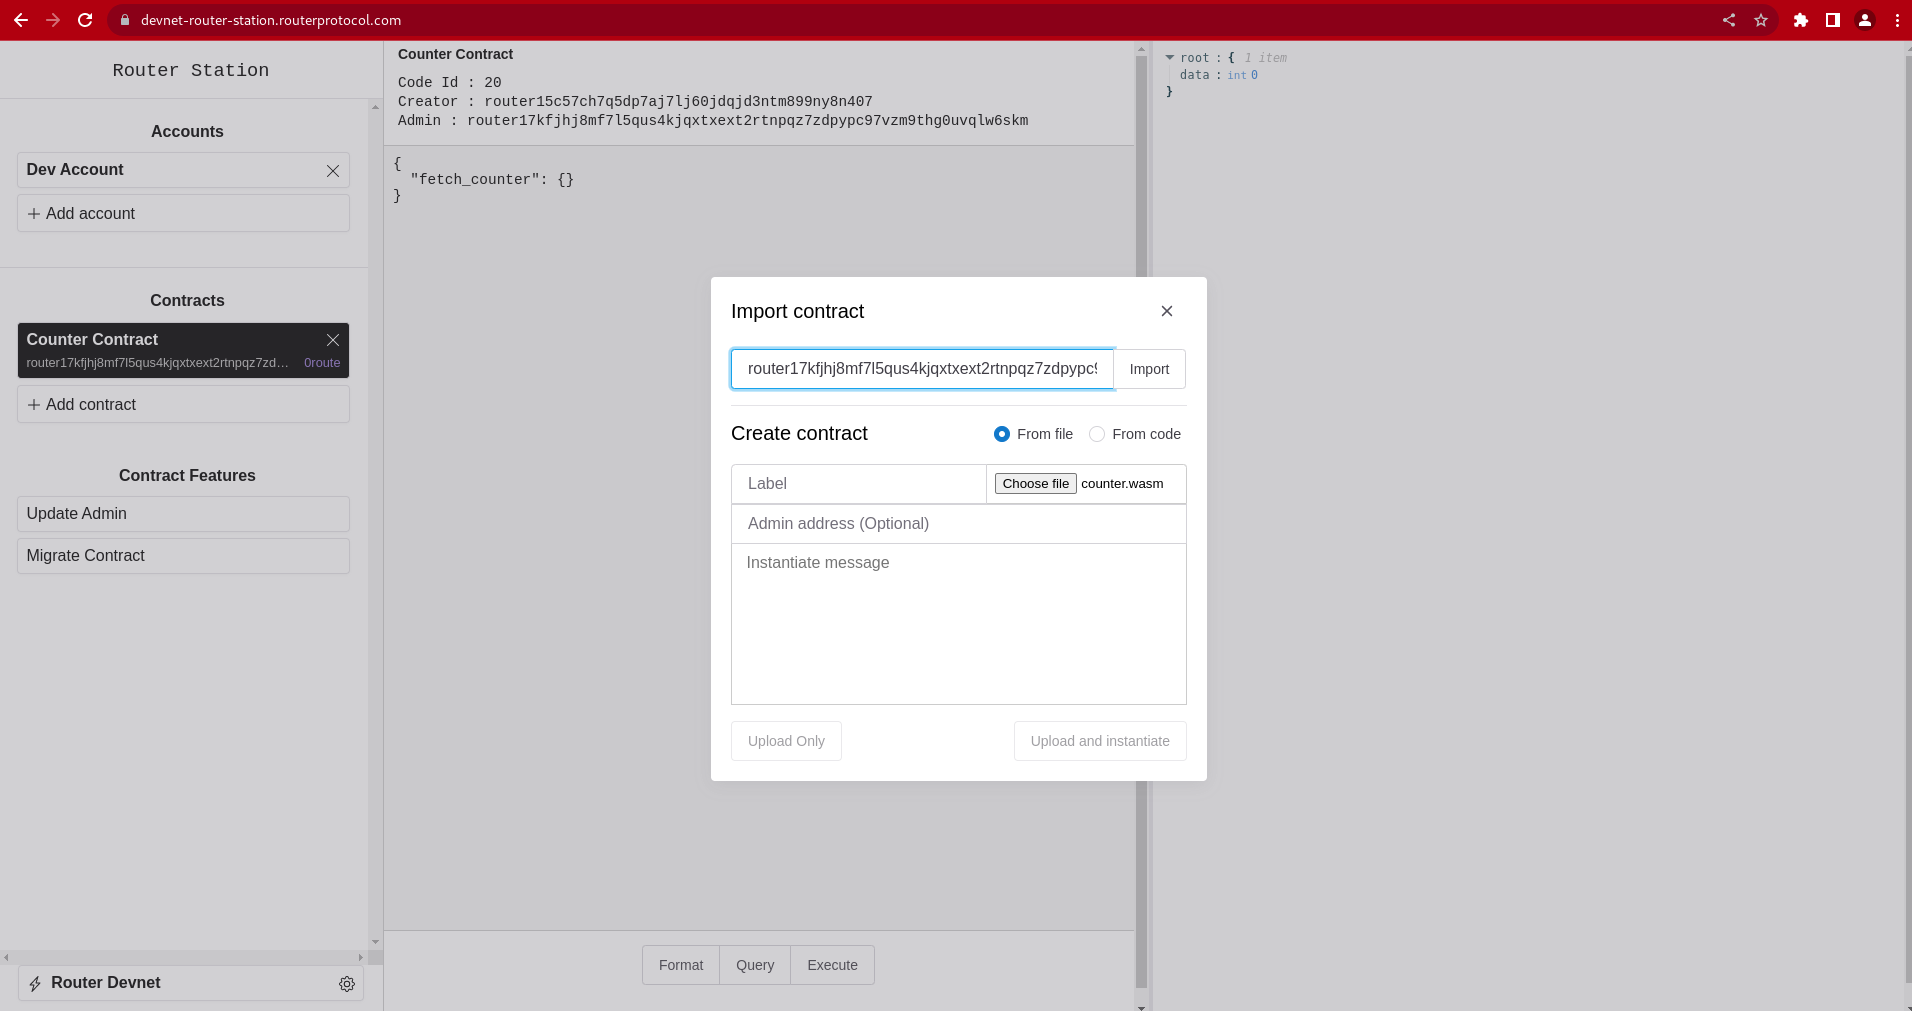 devnet-router-station.routerprotocol.com
Router Station
Accounts
Dev Account
+ Add account
Contracts
Counter Contract
router17kfjhj8mf7l5qus4kjqxtxext2rtnpqz7zd... 0route
+ Add contract
Contract Features
Update Admin
Migrate Contract
Router Devnet
Counter Contract
Code Id : 20
Creator : router15c57ch7q5dp7aj7lj60jdqjd3ntm899ny8n407
Admin : router17kfjhj8mf7l5qus4kjqxtxext2rtnpqz7zdpypc97vzm9thg0uvqlw6skm
{
"fetch_counter": {}
}
Format Query Execute
Import contract
router17kfjhj8mf7l5qus4kjqxtxext2rtnpqz7zdpypc9 Import
Create contract From file From code
Label Choose file counter.wasm
Admin address (Optional)
Instantiate message
Upload Only Upload and instantiate
root : { 1 item
data : int 0
}